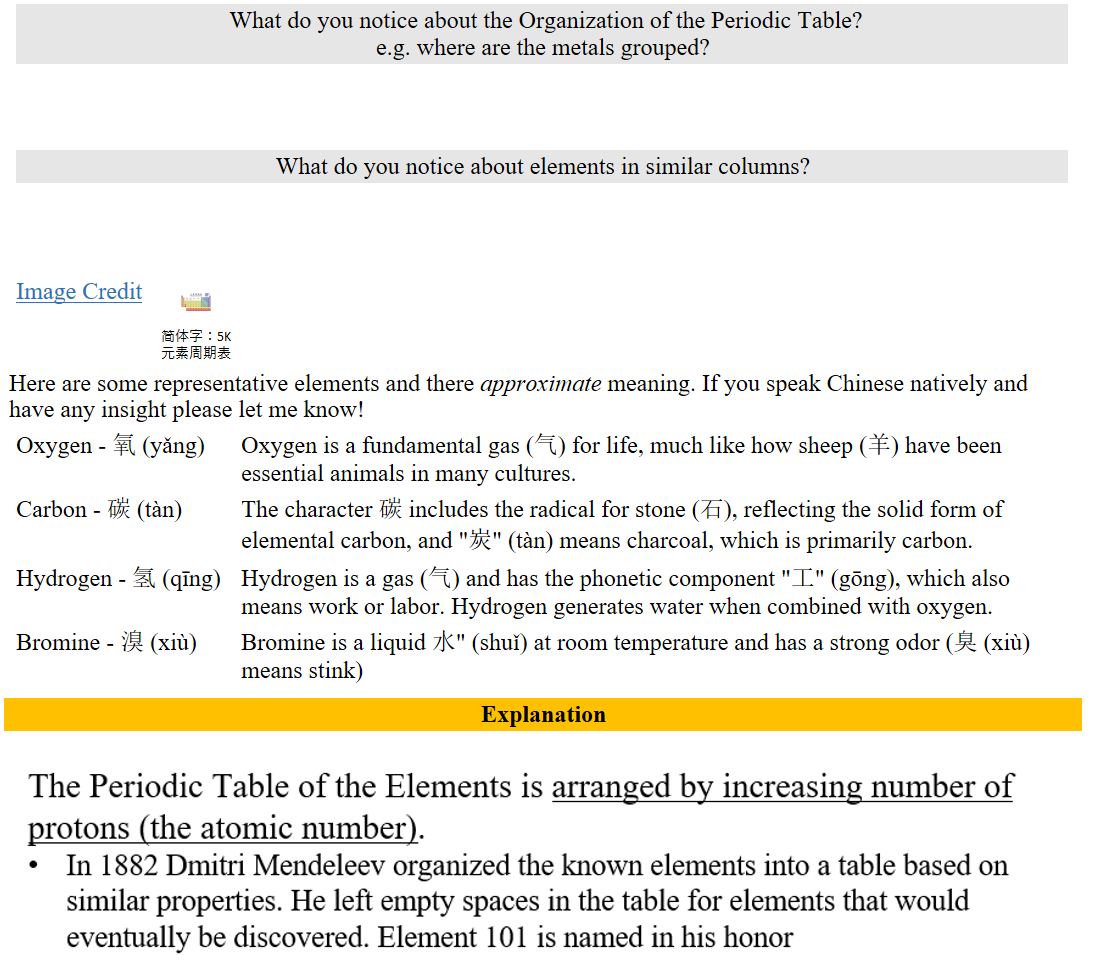 What do you notice about the Organization of the Periodic Table?
e.g. where are the metals grouped?
What do you notice about elements in similar columns?
Image Credit
简体字：5K
元素周期表
Here are some representative elements and there approximate meaning. If you speak Chinese natively and
have any insight please let me know!
Oxygen - 氧 (yǎng) Oxygen is a fundamental gas (气) for life, much like how sheep (羊) have been
essential animals in many cultures.
Carbon - 碳 (tàn) The character 碳 includes the radical for stone (石), reflecting the solid form of
elemental carbon, and "炭" (tàn) means charcoal, which is primarily carbon.
Hydrogen - 氢 (qīng) Hydrogen is a gas (气) and has the phonetic component "工" (gōng), which also
means work or labor. Hydrogen generates water when combined with oxygen.
Bromine - 溴 (xiù) Bromine is a liquid 水" (shuǐ) at room temperature and has a strong odor (臭 (xiù)
means stink)
Explanation
The Periodic Table of the Elements is arranged by increasing number of
protons (the atomic number).
• In 1882 Dmitri Mendeleev organized the known elements into a table based on
similar properties. He left empty spaces in the table for elements that would
eventually be discovered. Element 101 is named in his honor